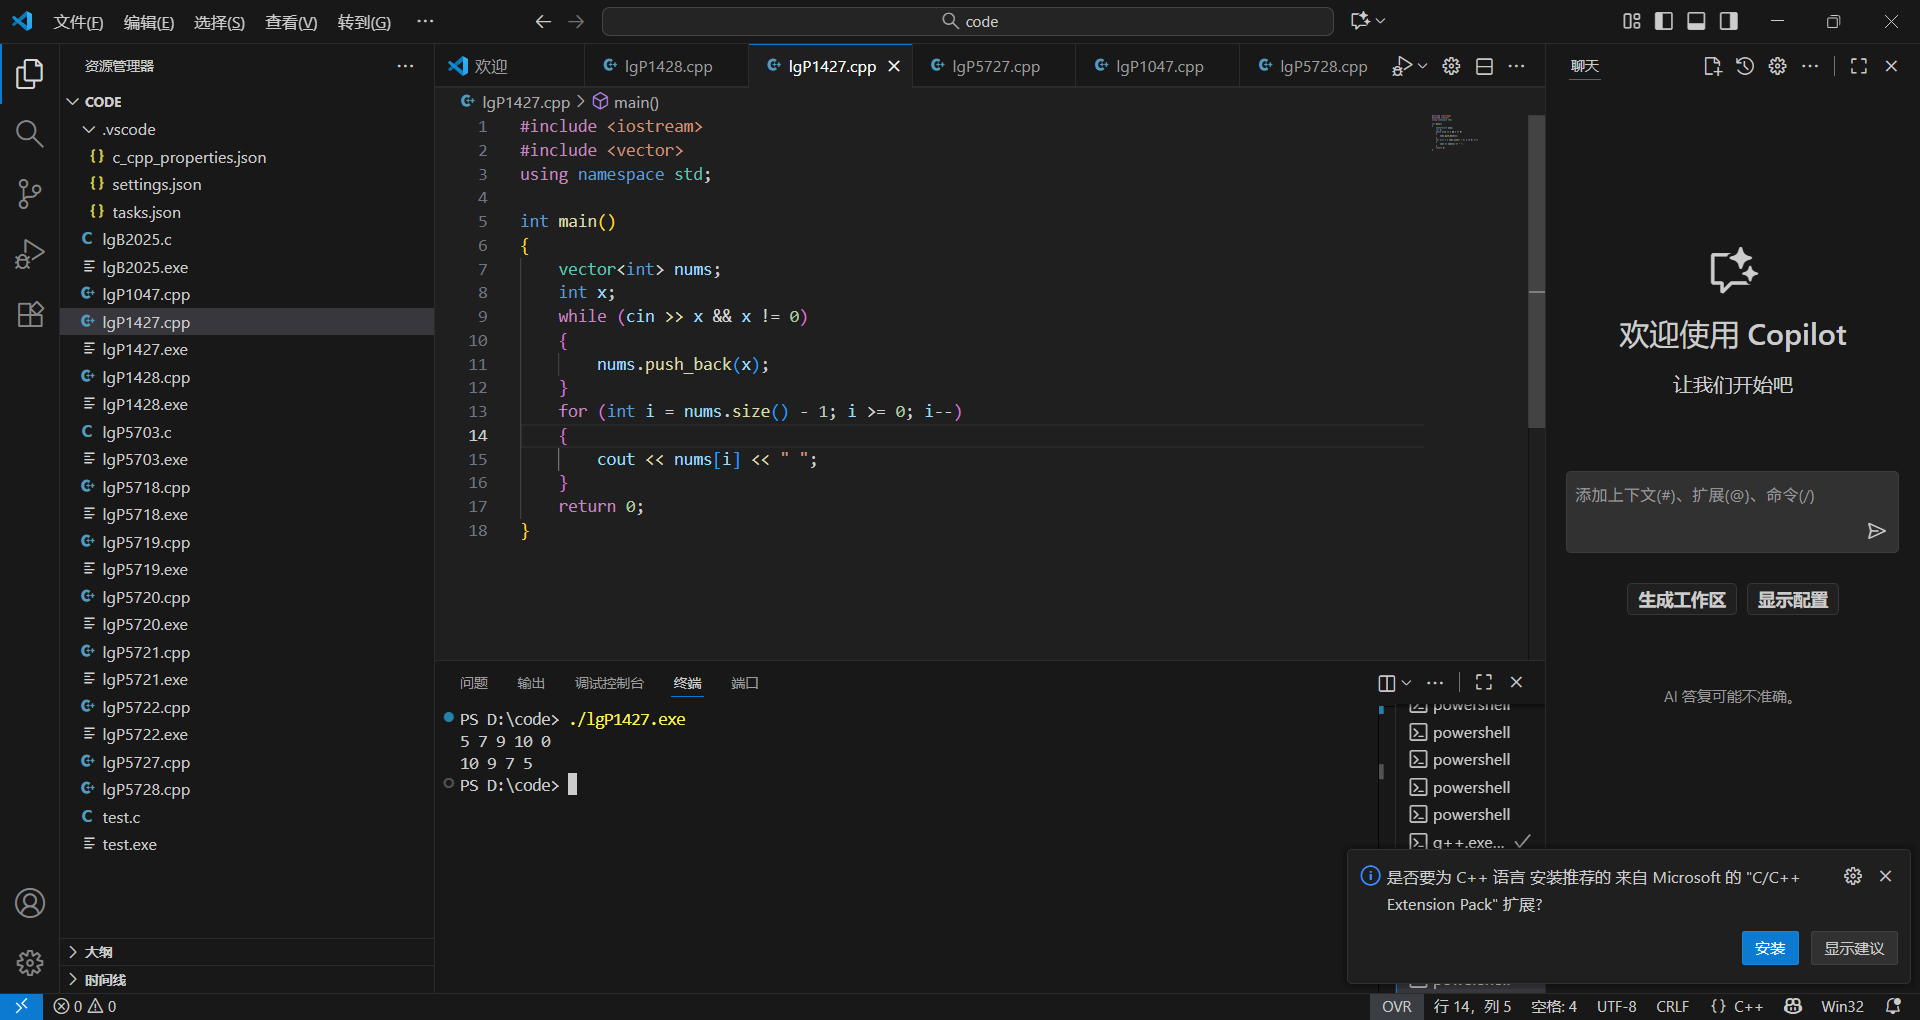 文件(F) 编辑(E) 选择(S) 查看(V) 转到(G) ··· code
资源管理器 ···
CODE
.vscode
{} c_cpp_properties.json
{} settings.json
{} tasks.json
C lgB2025.c
lgB2025.exe
C+ lgP1047.cpp
C+ lgP1427.cpp
lgP1427.exe
C+ lgP1428.cpp
lgP1428.exe
C lgP5703.c
lgP5703.exe
C+ lgP5718.cpp
lgP5718.exe
C+ lgP5719.cpp
lgP5719.exe
C+ lgP5720.cpp
lgP5720.exe
C+ lgP5721.cpp
lgP5721.exe
C+ lgP5722.cpp
lgP5722.exe
C+ lgP5727.cpp
C+ lgP5728.cpp
C test.c
test.exe
大纲
时间线
欢迎 lgP1428.cpp lgP1427.cpp lgP5727.cpp lgP1047.cpp lgP5728.cpp
lgP1427.cpp > main()
1 #include <iostream>
2 #include <vector>
3 using namespace std;
4
5 int main()
6 {
7 vector<int> nums;
8 int x;
9 while (cin >> x && x != 0)
10 {
11 nums.push_back(x);
12 }
13 for (int i = nums.size() - 1; i >= 0; i--)
14 {
15 cout << nums[i] << " ";
16 }
17 return 0;
18 }
问题 输出 调试控制台 终端 端口
PS D:\code> ./lgP1427.exe
5 7 9 10 0
10 9 7 5
PS D:\code>
powershell
powershell
powershell
powershell
powershell
g++.exe...
powershell
聊天
欢迎使用 Copilot
让我们开始吧
添加上下文(#)、扩展(@)、命令(/)
生成工作区 显示配置
AI 答复可能不准确。
是否要为 C++ 语言 安装推荐的 来自 Microsoft 的 "C/C++
Extension Pack" 扩展?
安装 显示建议
0 0 OVR 行 14，列 5 空格: 4 UTF-8 CRLF {} C++ Win32